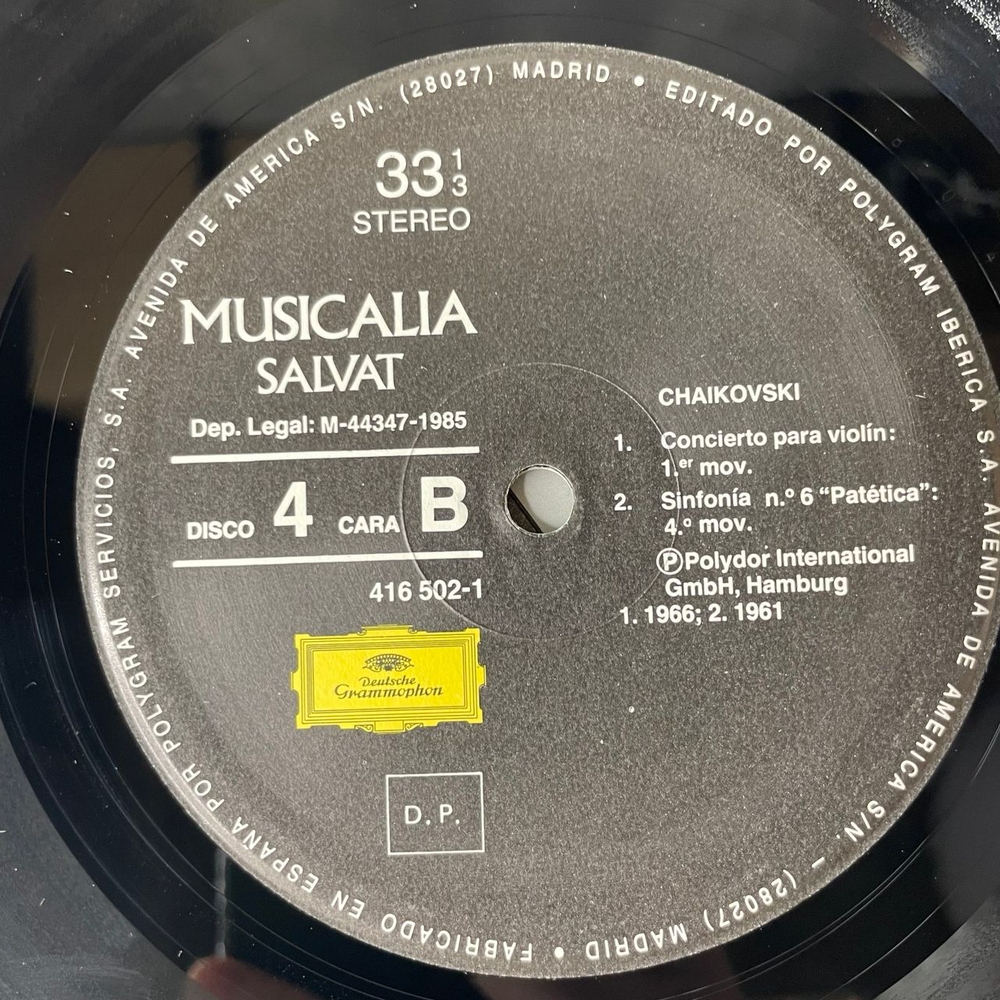 33 1/3
STEREO
MUSICALIA
SALVAT
Dep. Legal: M-44347-1985
DISCO 4 CARA B
416 502-1
Deutsche
Grammophon
D. P.
CHAIKOVSKI
1. Concierto para violín:
1.er mov.
2. Sinfonía n.º 6 “Patética”:
4.º mov.
ⓅPolydor International
GmbH, Hamburg
1. 1966; 2. 1961
EDITADO POR POLYGRAM IBERICA S.A. AVENIDA DE AMERICA S/N. – (28027) MADRID •
FABRICADO EN ESPAÑA POR POLYGRAM SERVICIOS, S.A. AVENIDA DE AMERICA S/N. (28027) MADRID •